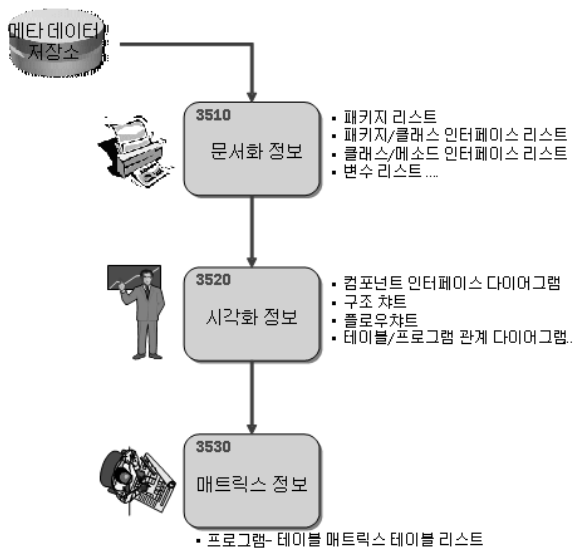 메타 데이터
저장소
3510
문서화 정보
▪ 패키지 리스트
▪ 패키지/클래스 인터페이스 리스트
▪ 클래스/메소드 인터페이스 리스트
▪ 변수 리스트 ....
3520
시각화 정보
▪ 컴포넌트 인터페이스 다이어그램
▪ 구조 챠트
▪ 플로우챠트
▪ 테이블/프로그램 관계 다이어그램..
3530
매트릭스 정보
▪ 프로그램- 테이블 매트릭스 테이블 리스트